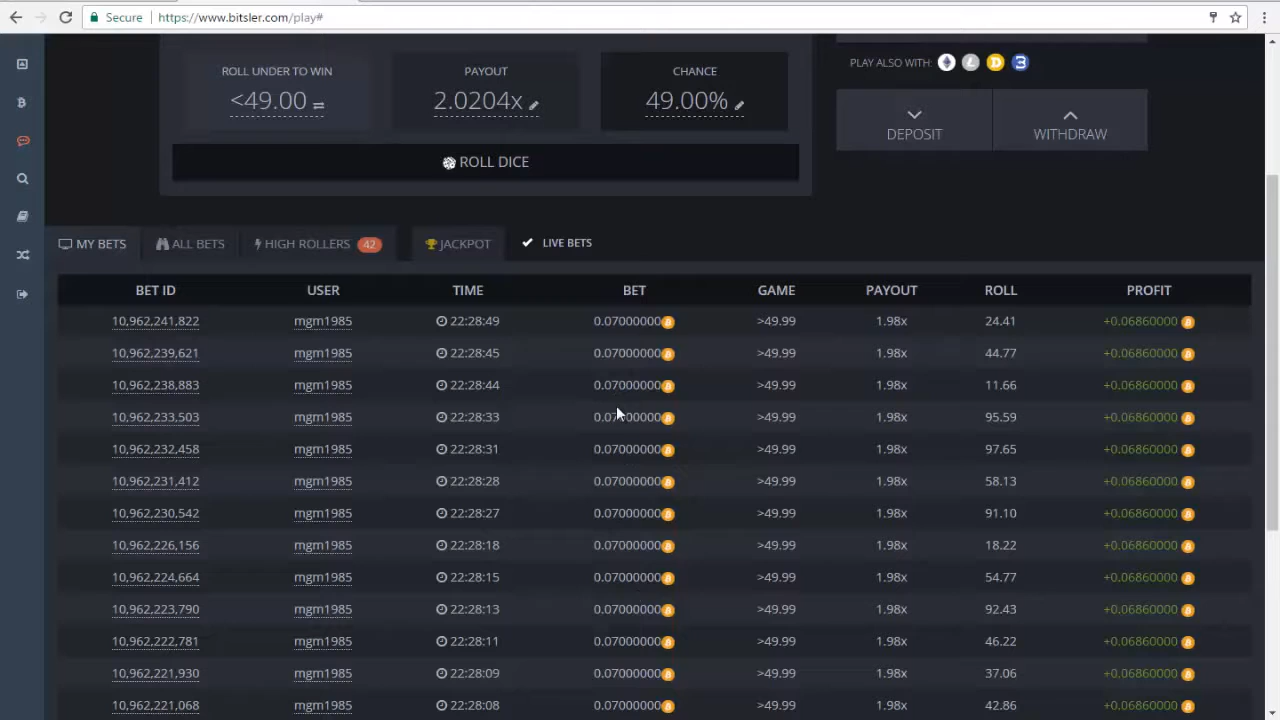 Secure https://www.bitsler.com/play#
ROLL UNDER TO WIN PAYOUT CHANCE
<49.00 2.0204x 49.00%
PLAY ALSO WITH:
DEPOSIT WITHDRAW
ROLL DICE
MY BETS ALL BETS HIGH ROLLERS 42 JACKPOT LIVE BETS
BET ID USER TIME BET GAME PAYOUT ROLL PROFIT
10,962,241,822 mgm1985 22:28:49 0.07000000 >49.99 1.98x 24.41 +0.06860000
10,962,239,621 mgm1985 22:28:45 0.07000000 >49.99 1.98x 44.77 +0.06860000
10,962,238,883 mgm1985 22:28:44 0.07000000 >49.99 1.98x 11.66 +0.06860000
10,962,233,503 mgm1985 22:28:33 0.07000000 >49.99 1.98x 95.59 +0.06860000
10,962,232,458 mgm1985 22:28:31 0.07000000 >49.99 1.98x 97.65 +0.06860000
10,962,231,412 mgm1985 22:28:28 0.07000000 >49.99 1.98x 58.13 +0.06860000
10,962,230,542 mgm1985 22:28:27 0.07000000 >49.99 1.98x 91.10 +0.06860000
10,962,226,156 mgm1985 22:28:18 0.07000000 >49.99 1.98x 18.22 +0.06860000
10,962,224,664 mgm1985 22:28:15 0.07000000 >49.99 1.98x 54.77 +0.06860000
10,962,223,790 mgm1985 22:28:13 0.07000000 >49.99 1.98x 92.43 +0.06860000
10,962,222,781 mgm1985 22:28:11 0.07000000 >49.99 1.98x 46.22 +0.06860000
10,962,221,930 mgm1985 22:28:09 0.07000000 >49.99 1.98x 37.06 +0.06860000
10,962,221,068 mgm1985 22:28:08 0.07000000 >49.99 1.98x 42.86 +0.06860000